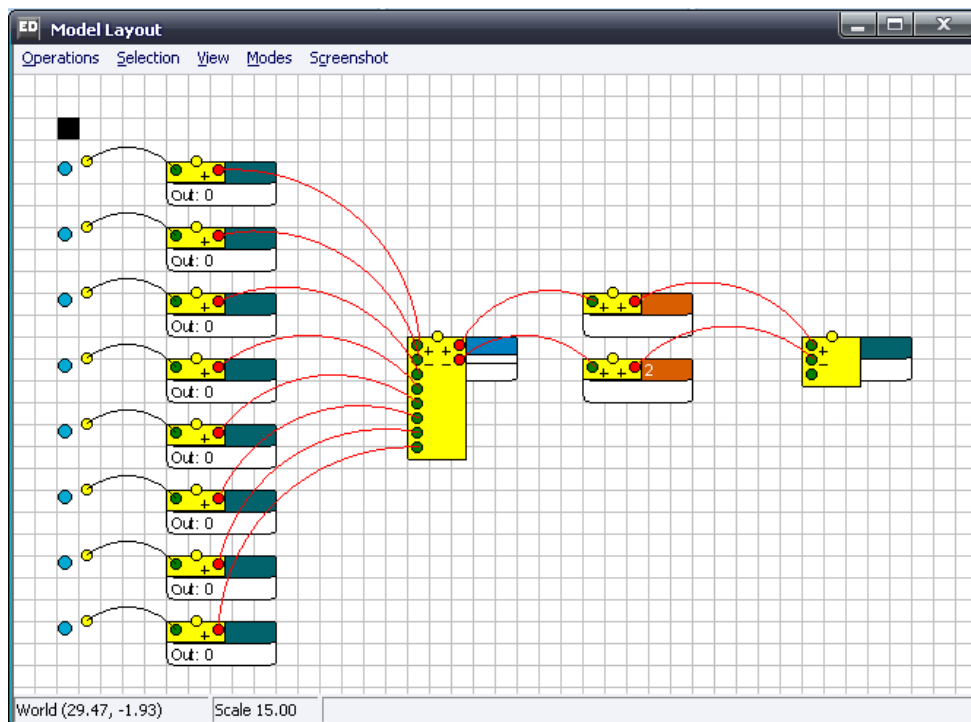 ED Model Layout
Operations Selection View Modes Screenshot
Out: 0
Out: 0
Out: 0
Out: 0
2
Out: 0
Out: 0
Out: 0
Out: 0
World (29.47, -1.93) Scale 15.00